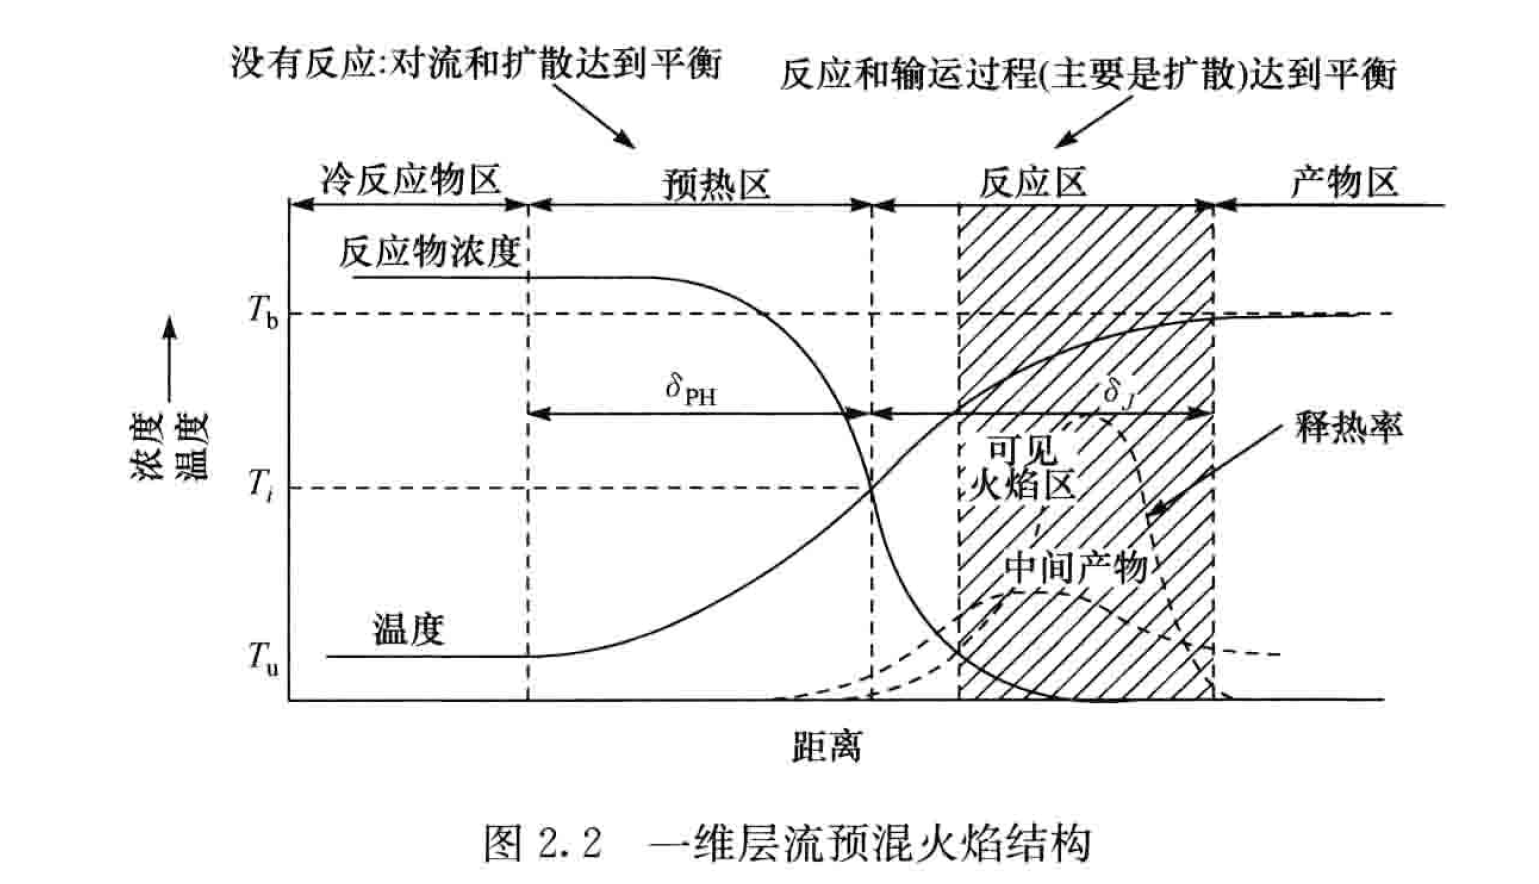 没有反应:对流和扩散达到平衡
反应和输运过程(主要是扩散)达到平衡
冷反应物区
预热区
反应区
产物区
反应物浓度
T_b
浓度
温度
δ_PH
δ_J
释热率
可见
火焰区
T_i
中间产物
温度
T_u
距离
图 2.2 一维层流预混火焰结构